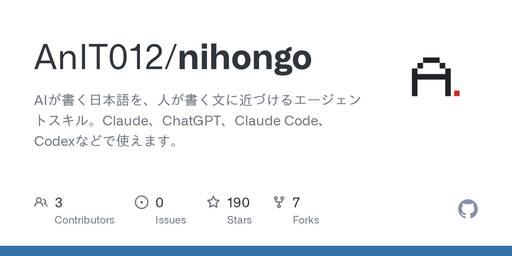 AnIT012/nihongo
AIが書く日本語を、人が書く文に近づけるエージェン
トスキル。Claude、ChatGPT、Claude Code、
Codexなどで使えます。
3
Contributors
0
Issues
190
Stars
7
Forks